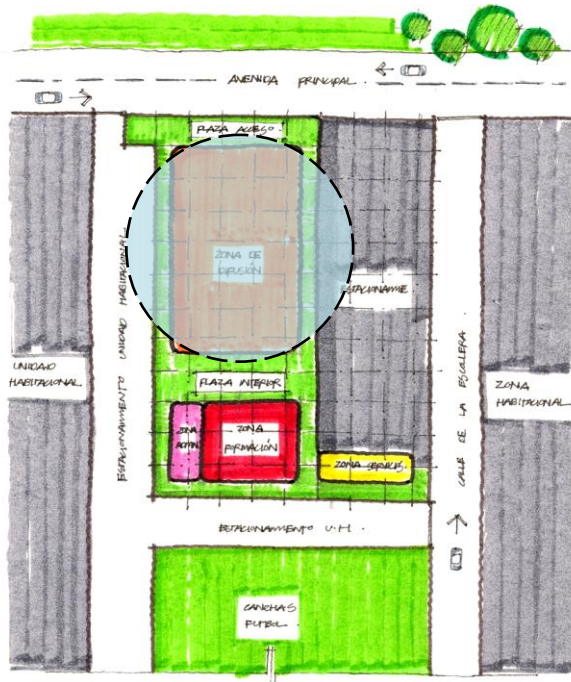 AVENIDA PRINCIPAL.
PLAZA ACCESO.
ZONA DE
DIFUSIÓN
ESTACIONAMIE
ESTACIONAMIENTO UNIDAD HABITACIONAL
UNIDAD
HABITACIONAL
PLAZA INTERIOR
ZONA
ADMIN
ZONA
FORMACIÓN
ZONA SERVICIOS
CALLE DE LA ESCOLLERA.
ZONA
HABITACIONAL
ESTACIONAMIENTO U.H.
CANCHAS
FUTBOL.